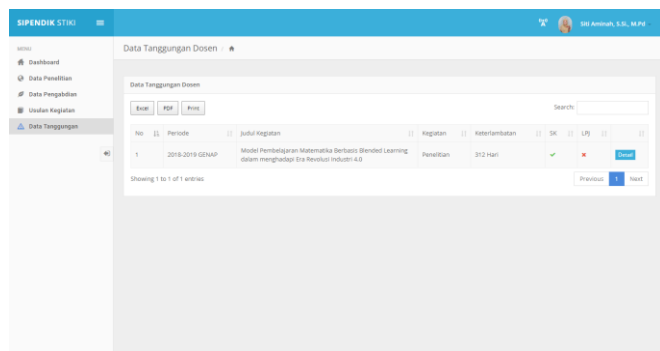 SIPENDIK STIKI
Siti Aminah, S.Si., M.Pd
MENU
Dashboard
Data Penelitian
Data Pengabdian
Usulan Kegiatan
Data Tanggungan
Data Tanggungan Dosen /
Data Tanggungan Dosen
Excel PDF Print
Search:
No Periode Judul Kegiatan Kegiatan Keterlambatan SK LPJ
1 2018-2019 GENAP Model Pembelajaran Matematika Berbasis Blended Learning dalam menghadapi Era Revolusi Industri 4.0 Penelitian 312 Hari Detail
Showing 1 to 1 of 1 entries
Previous 1 Next